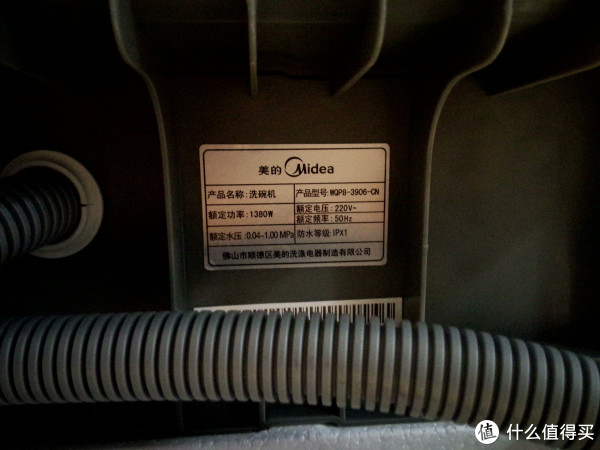 美的 Midea
产品名称:洗碗机 产品型号:WQP8-3906-CN
额定功率:1380W 额定电压:220V~
额定频率:50Hz
额定水压:0.04~1.00MPa 防水等级:IPX1
佛山市顺德区美的洗涤电器制造有限公司
值 什么值得买